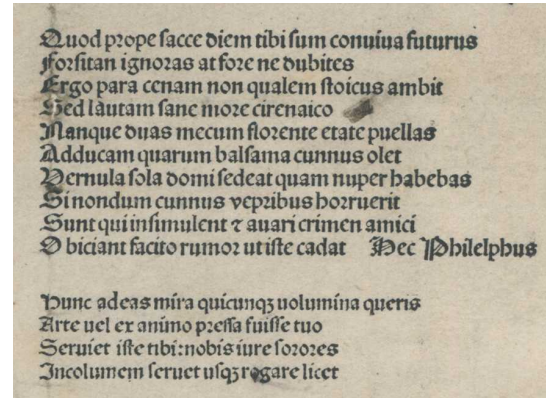 Quod prope sacce diem tibi sum conuiua futurus
Forsitan ignoras at fore ne dubites
Ergo para cenam non qualem stoicus ambit
Sed lautam sane more cirenaico
Nanque duas mecum florente etate puellas
Adducam quarum balsama cunnus olet
Vernula sola domi sedeat quam nuper habebas
Si nondum cunnus vepribus horruerit
Sunt qui insimulent ⁊ auari crimen amici
Obiciant facito rumor ut iste cadat Hec Philelphus
Hunc adeas mira quicunqꝫ uolumina queris
Arte uel ex animo pressa fuisse tuo
Seruiet iste tibi: nobis iure sorores
Incolumem seruet usqꝫ rogare licet